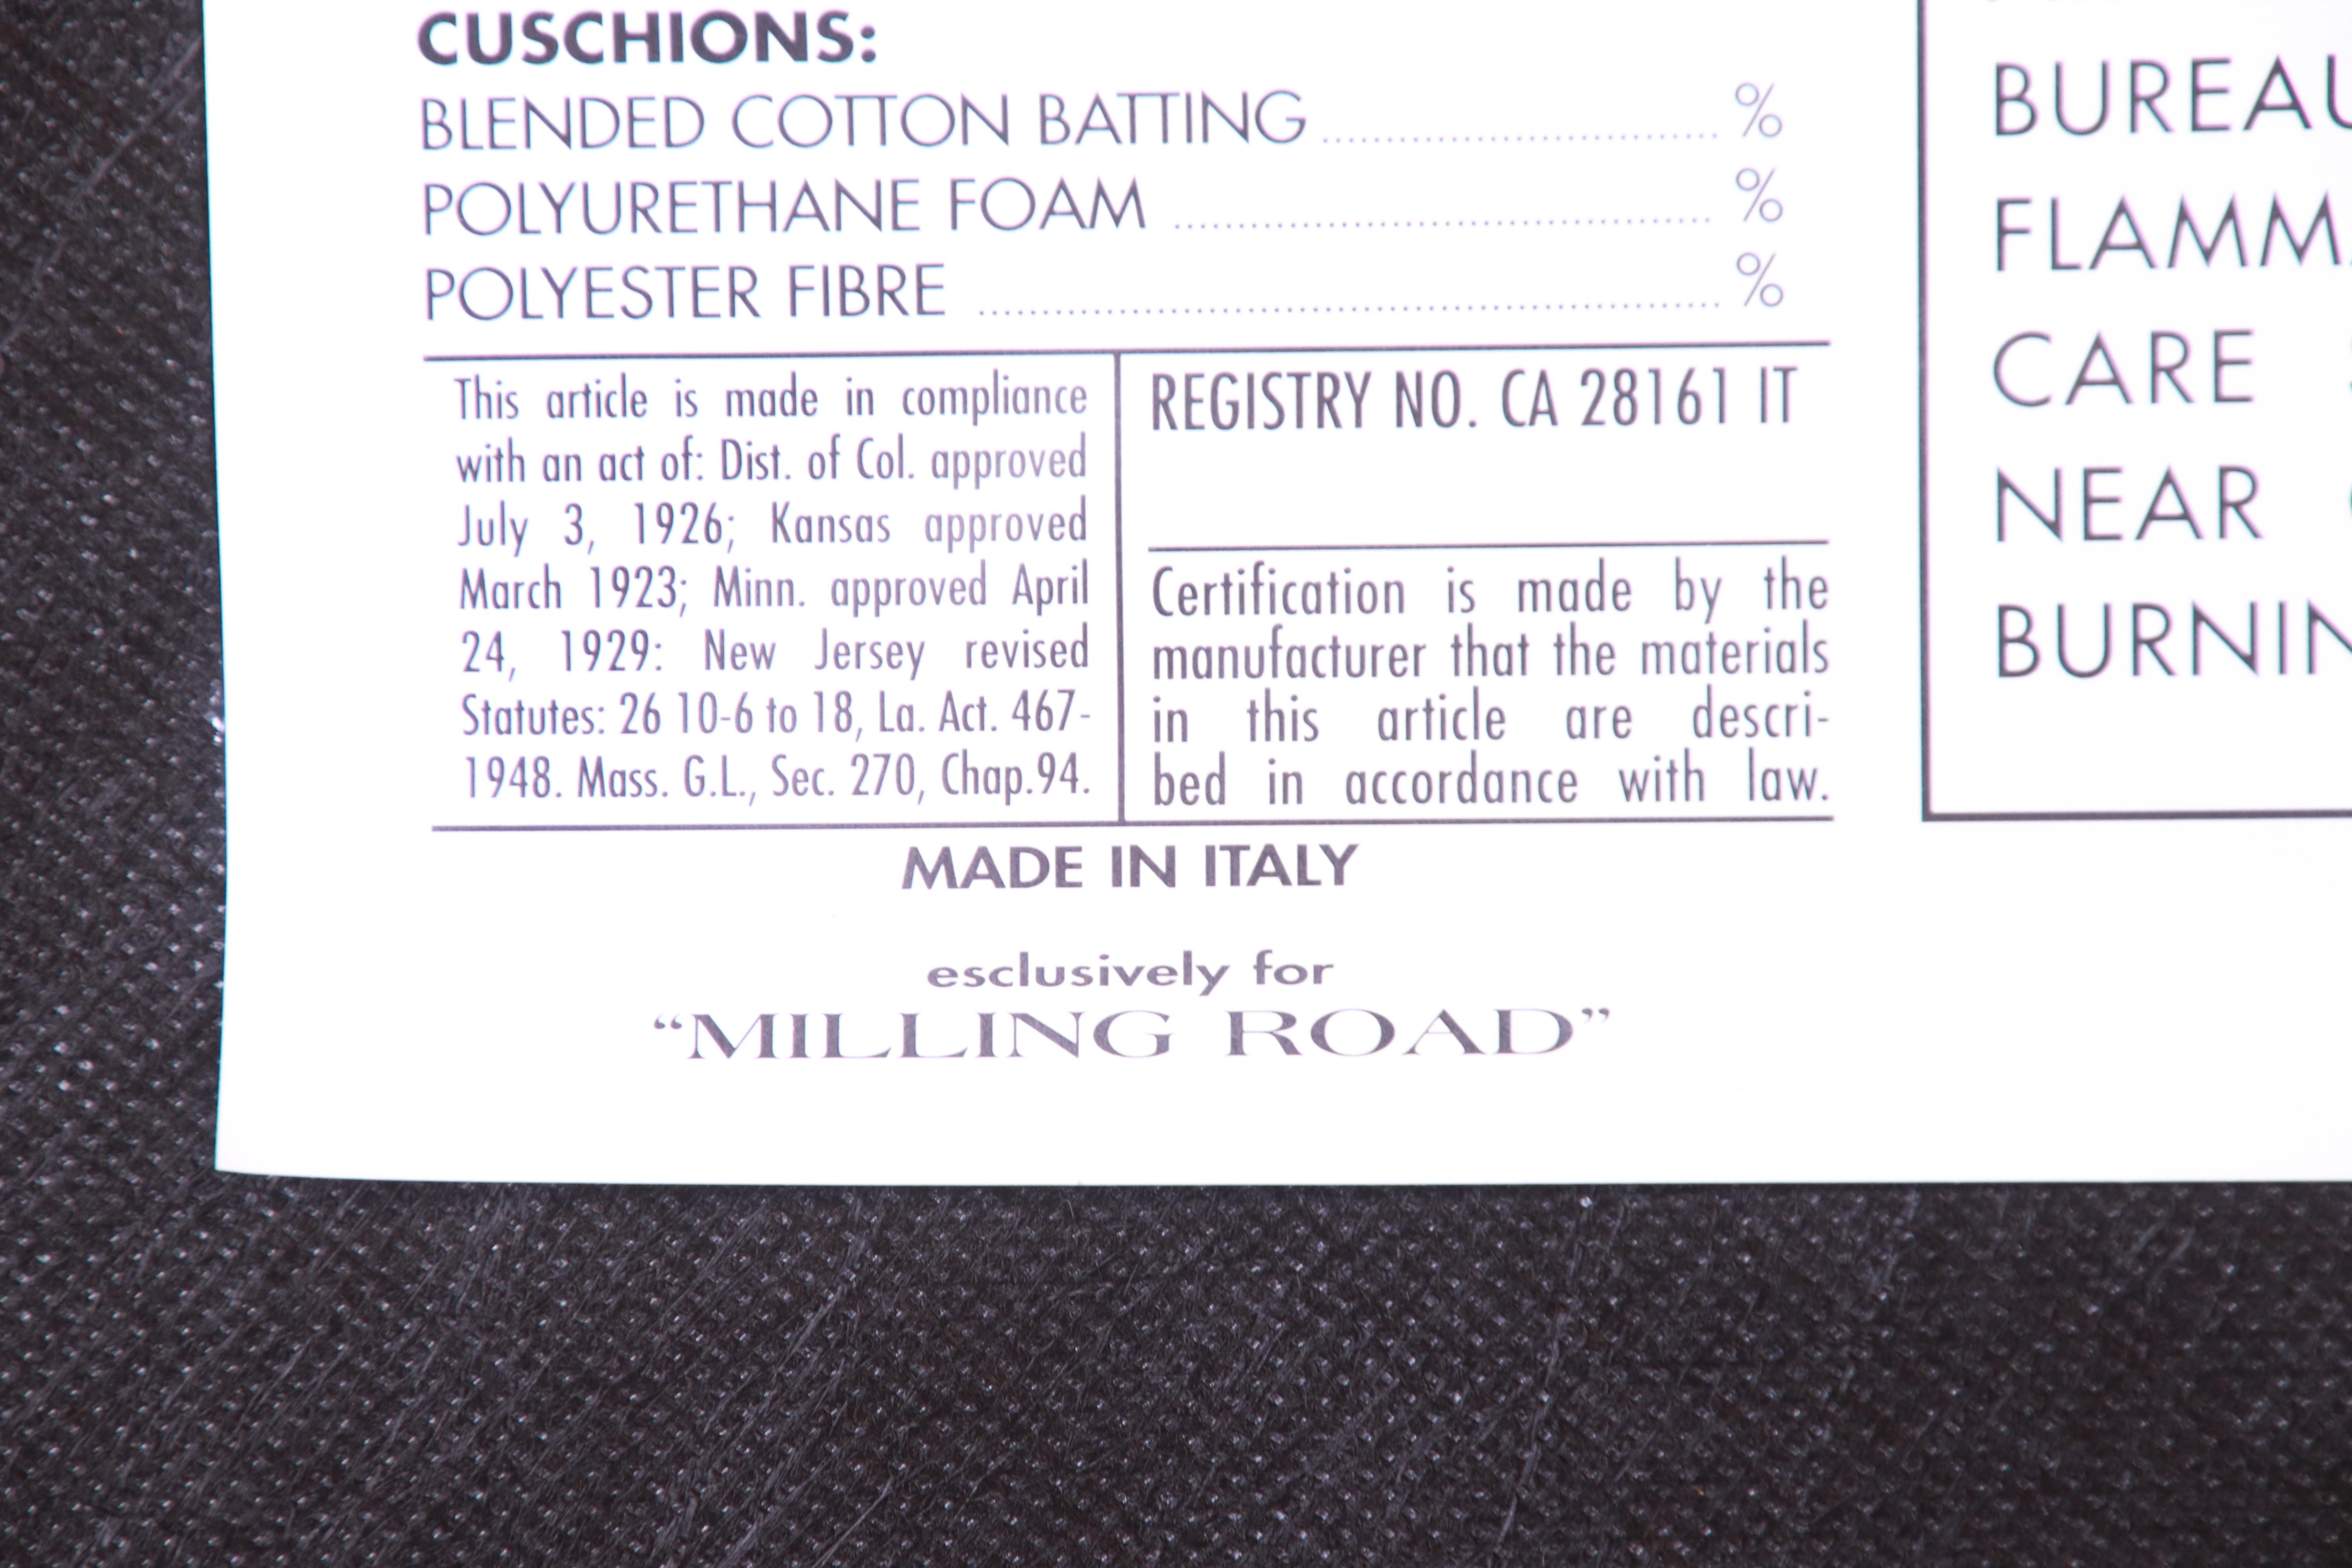 CUSCHIONS:
BLENDED COTTON BATTING ........................................ %
POLYURETHANE FOAM ........................................ %
POLYESTER FIBRE ........................................ %
This article is made in compliance
with an act of: Dist. of Col. approved
July 3, 1926; Kansas approved
March 1923; Minn. approved April
24, 1929: New Jersey revised
Statutes: 26 10-6 to 18, La. Act. 467-
1948. Mass. G.L., Sec. 270, Chap.94.
REGISTRY NO. CA 28161 IT
Certification is made by the
manufacturer that the materials
in this article are descri-
bed in accordance with law.
MADE IN ITALY
esclusively for
“MILLING ROAD”
BUREAU
CARE
NEAR